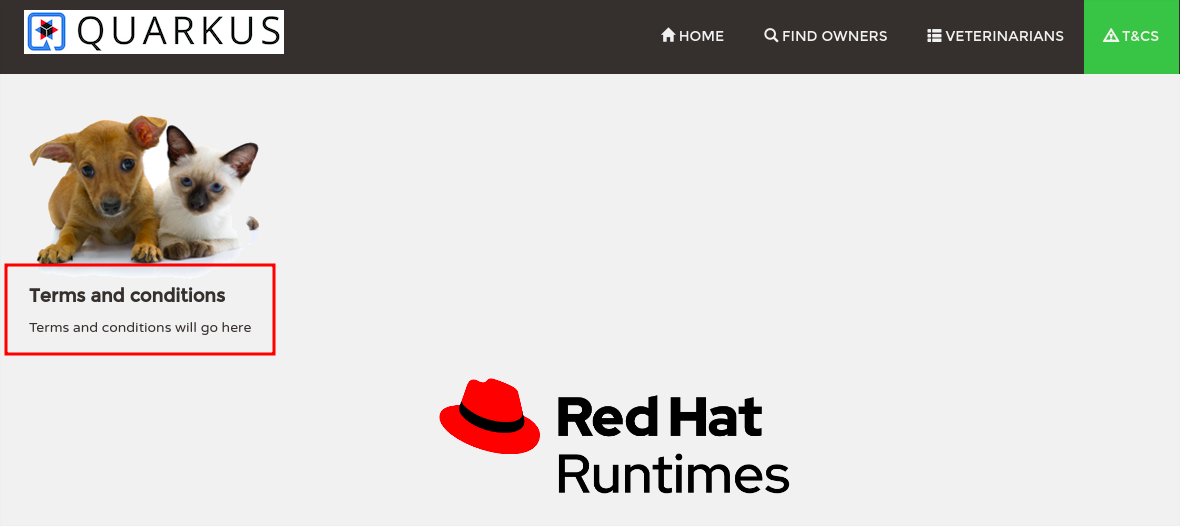 QUARKUS
HOME
FIND OWNERS
VETERINARIANS
T&CS
Terms and conditions
Terms and conditions will go here
Red Hat
Runtimes